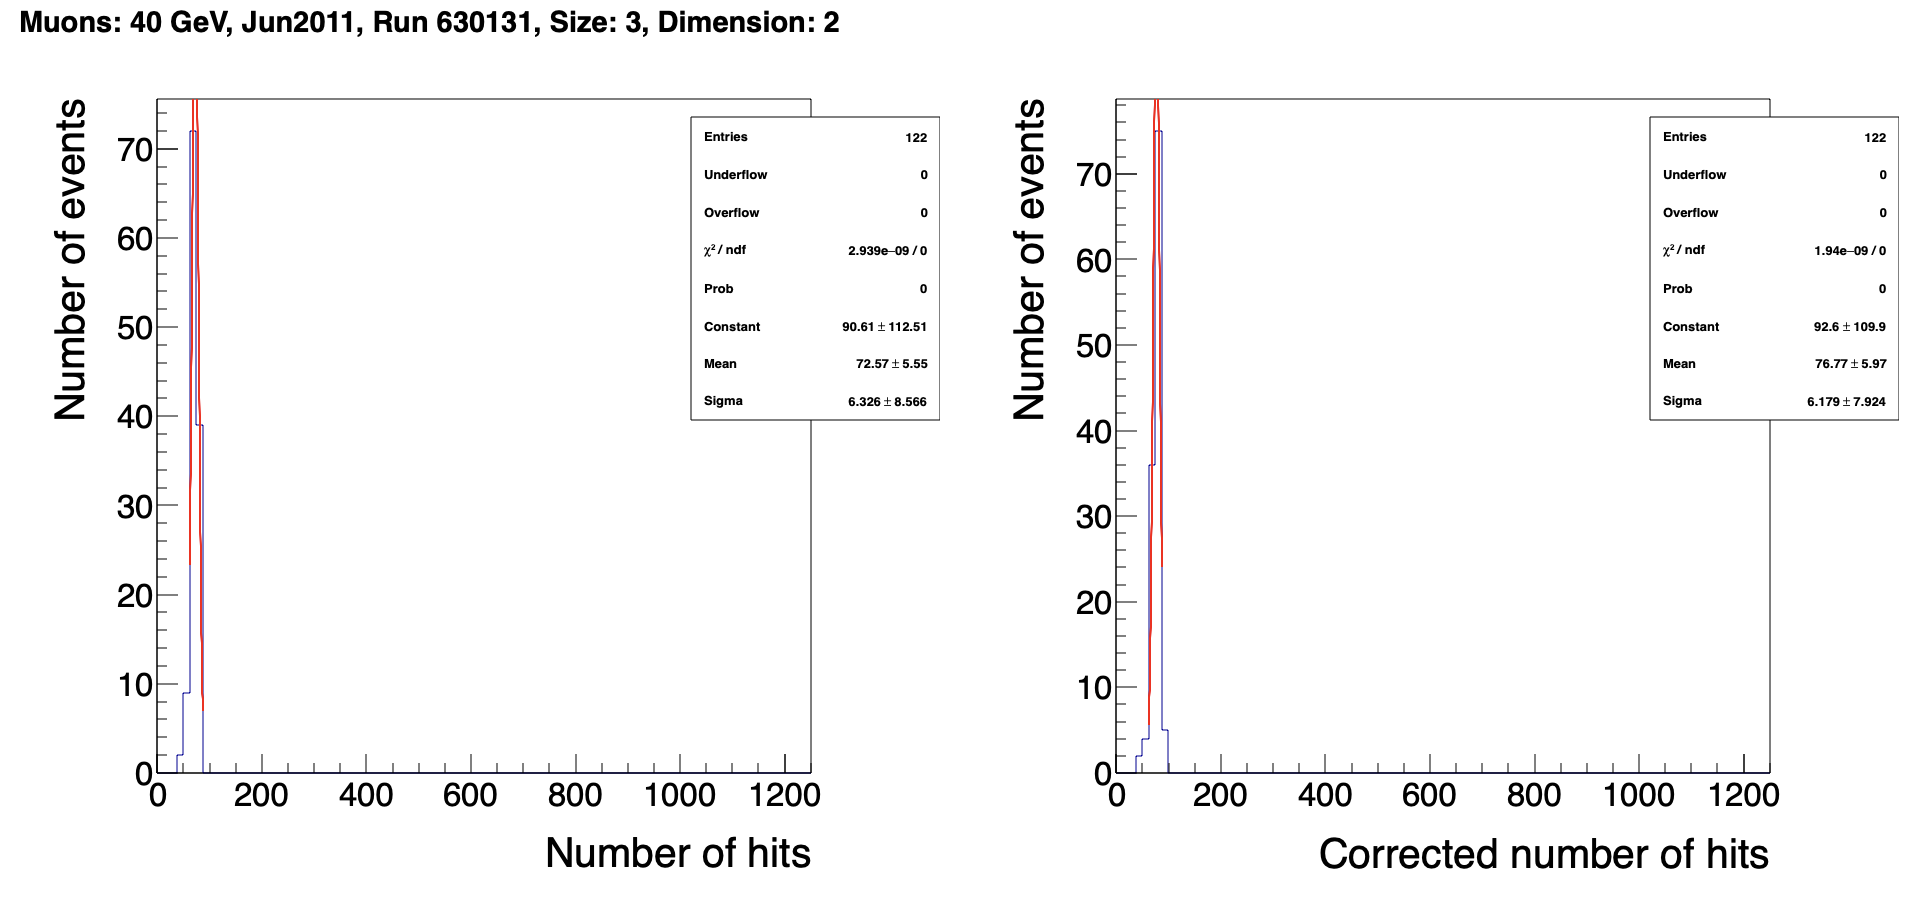 Muons: 40 GeV, Jun2011, Run 630131, Size: 3, Dimension: 2
Number of events
70
60
50
40
30
20
10
0
0 200 400 600 800 1000 1200
Number of hits
Entries 122
Underflow 0
Overflow 0
χ² / ndf 2.939e−09 / 0
Prob 0
Constant 90.61 ± 112.51
Mean 72.57 ± 5.55
Sigma 6.326 ± 8.566
Number of events
70
60
50
40
30
20
10
0
0 200 400 600 800 1000 1200
Corrected number of hits
Entries 122
Underflow 0
Overflow 0
χ² / ndf 1.94e−09 / 0
Prob 0
Constant 92.6 ± 109.9
Mean 76.77 ± 5.97
Sigma 6.179 ± 7.924